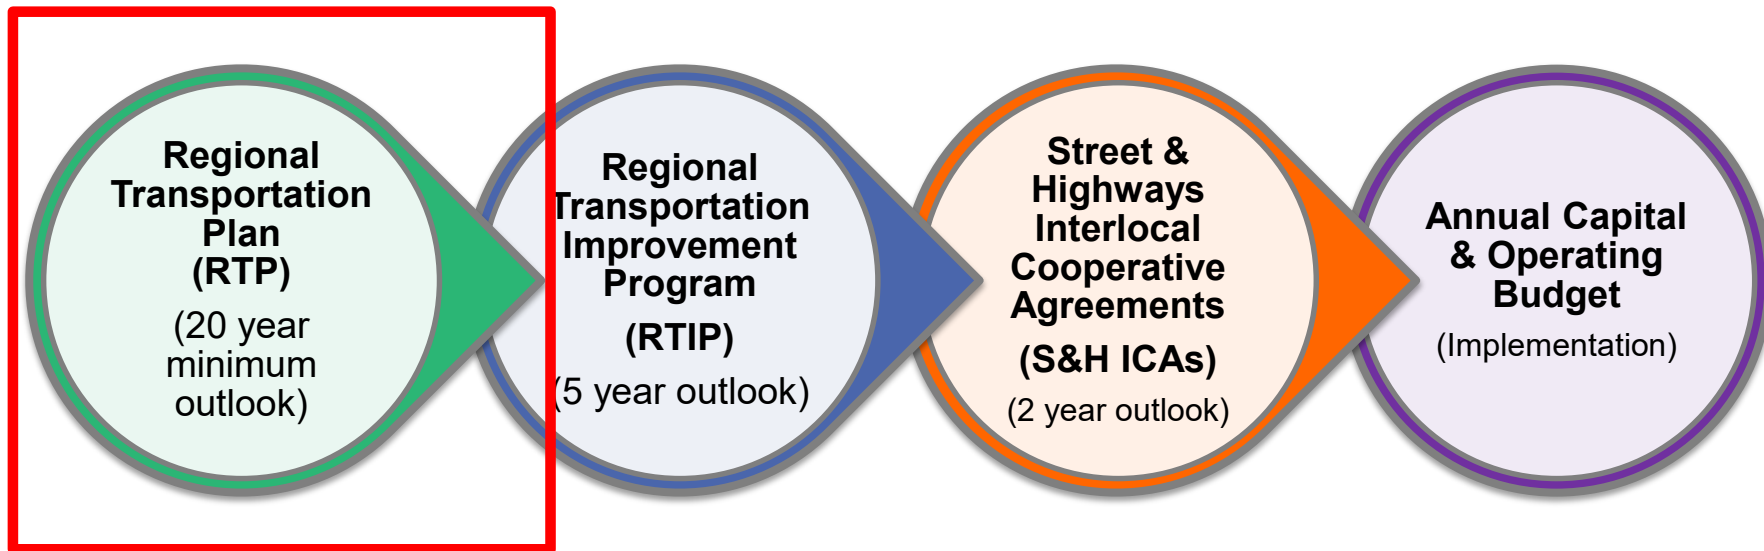 Regional
Transportation
Plan
(RTP)
(20 year
minimum
outlook)
Regional
Transportation
Improvement
Program
(RTIP)
(5 year outlook)
Street &
Highways
Interlocal
Cooperative
Agreements
(S&H ICAs)
(2 year outlook)
Annual Capital
& Operating
Budget
(Implementation)